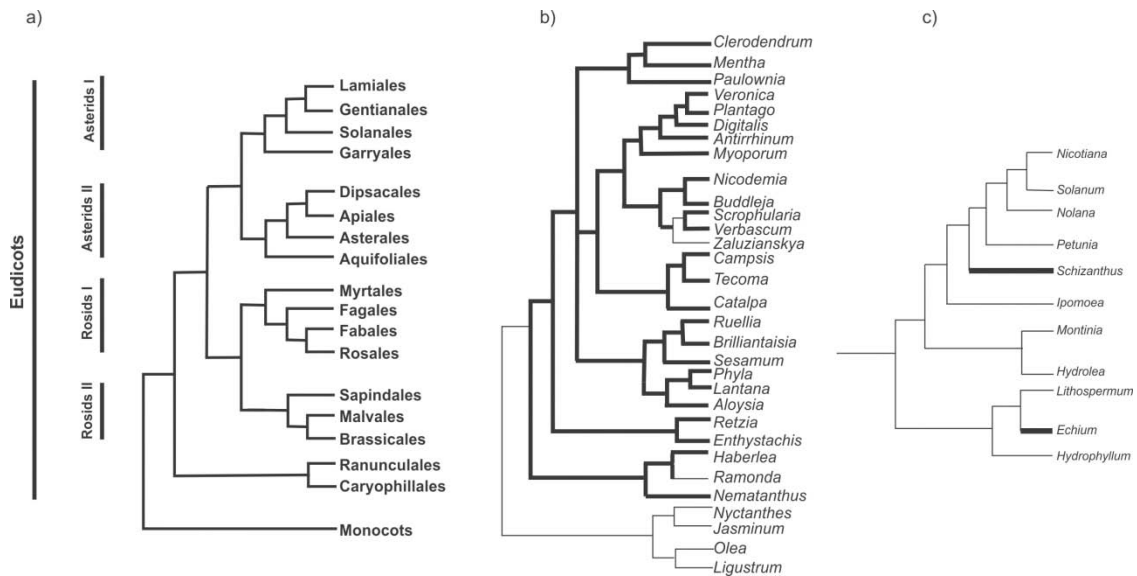 a)
Eudicots
Asterids I
Asterids II
Rosids I
Rosids II
Lamiales
Gentianales
Solanales
Garryales
Dipsacales
Apiales
Asterales
Aquifoliales
Myrtales
Fagales
Fabales
Rosales
Sapindales
Malvales
Brassicales
Ranunculales
Caryophillales
Monocots
b)
Clerodendrum
Mentha
Paulownia
Veronica
Plantago
Digitalis
Antirrhinum
Myoporum
Nicodemia
Buddleja
Scrophularia
Verbascum
Zaluzianskya
Campsis
Tecoma
Catalpa
Ruellia
Brilliantaisia
Sesamum
Phyla
Lantana
Aloysia
Retzia
Enthystachis
Haberlea
Ramonda
Nematanthus
Nyctanthes
Jasminum
Olea
Ligustrum
c)
Nicotiana
Solanum
Nolana
Petunia
Schizanthus
Ipomoea
Montinia
Hydrolea
Lithospermum
Echium
Hydrophyllum